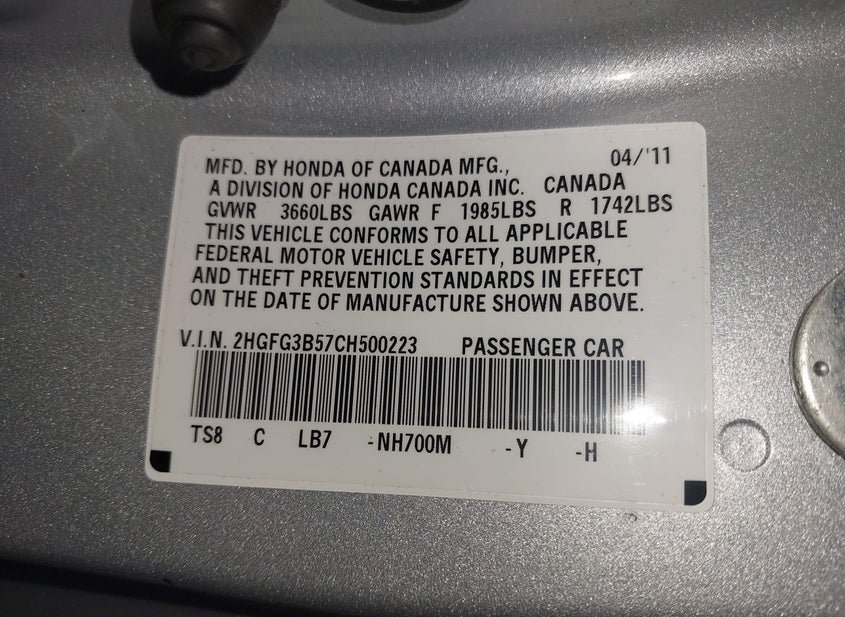 MFD. BY HONDA OF CANADA MFG., 04/'11
A DIVISION OF HONDA CANADA INC. CANADA
GVWR 3660LBS GAWR F 1985LBS R 1742LBS
THIS VEHICLE CONFORMS TO ALL APPLICABLE
FEDERAL MOTOR VEHICLE SAFETY, BUMPER,
AND THEFT PREVENTION STANDARDS IN EFFECT
ON THE DATE OF MANUFACTURE SHOWN ABOVE.
V.I.N. 2HGFG3B57CH500223 PASSENGER CAR
TS8 C LB7 -NH700M -Y -H